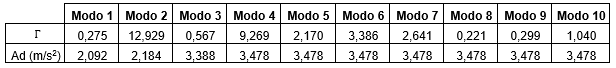 Modo 1 Modo 2 Modo 3 Modo 4 Modo 5 Modo 6 Modo 7 Modo 8 Modo 9 Modo 10
Γ 0,275 12,929 0,567 9,269 2,170 3,386 2,641 0,221 0,299 1,040
Ad (m/s²) 2,092 2,184 3,388 3,478 3,478 3,478 3,478 3,478 3,478 3,478